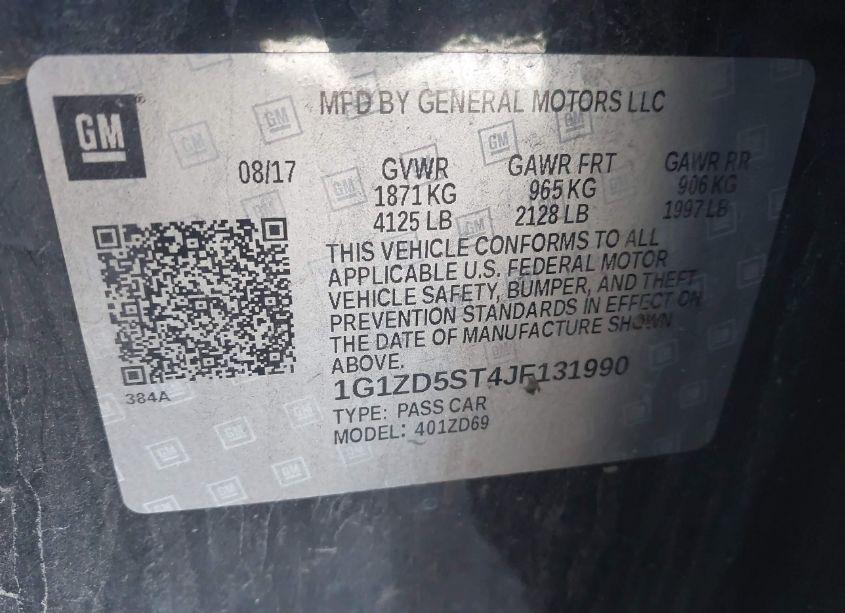 GM
MFD BY GENERAL MOTORS LLC
08/17 GVWR GAWR FRT GAWR RR
1871 KG 965 KG 906 KG
4125 LB 2128 LB 1997 LB
THIS VEHICLE CONFORMS TO ALL
APPLICABLE U.S. FEDERAL MOTOR
VEHICLE SAFETY, BUMPER, AND THEFT
PREVENTION STANDARDS IN EFFECT ON
THE DATE OF MANUFACTURE SHOWN
ABOVE.
384A
1G1ZD5ST4JF131990
TYPE: PASS CAR
MODEL: 401ZD69